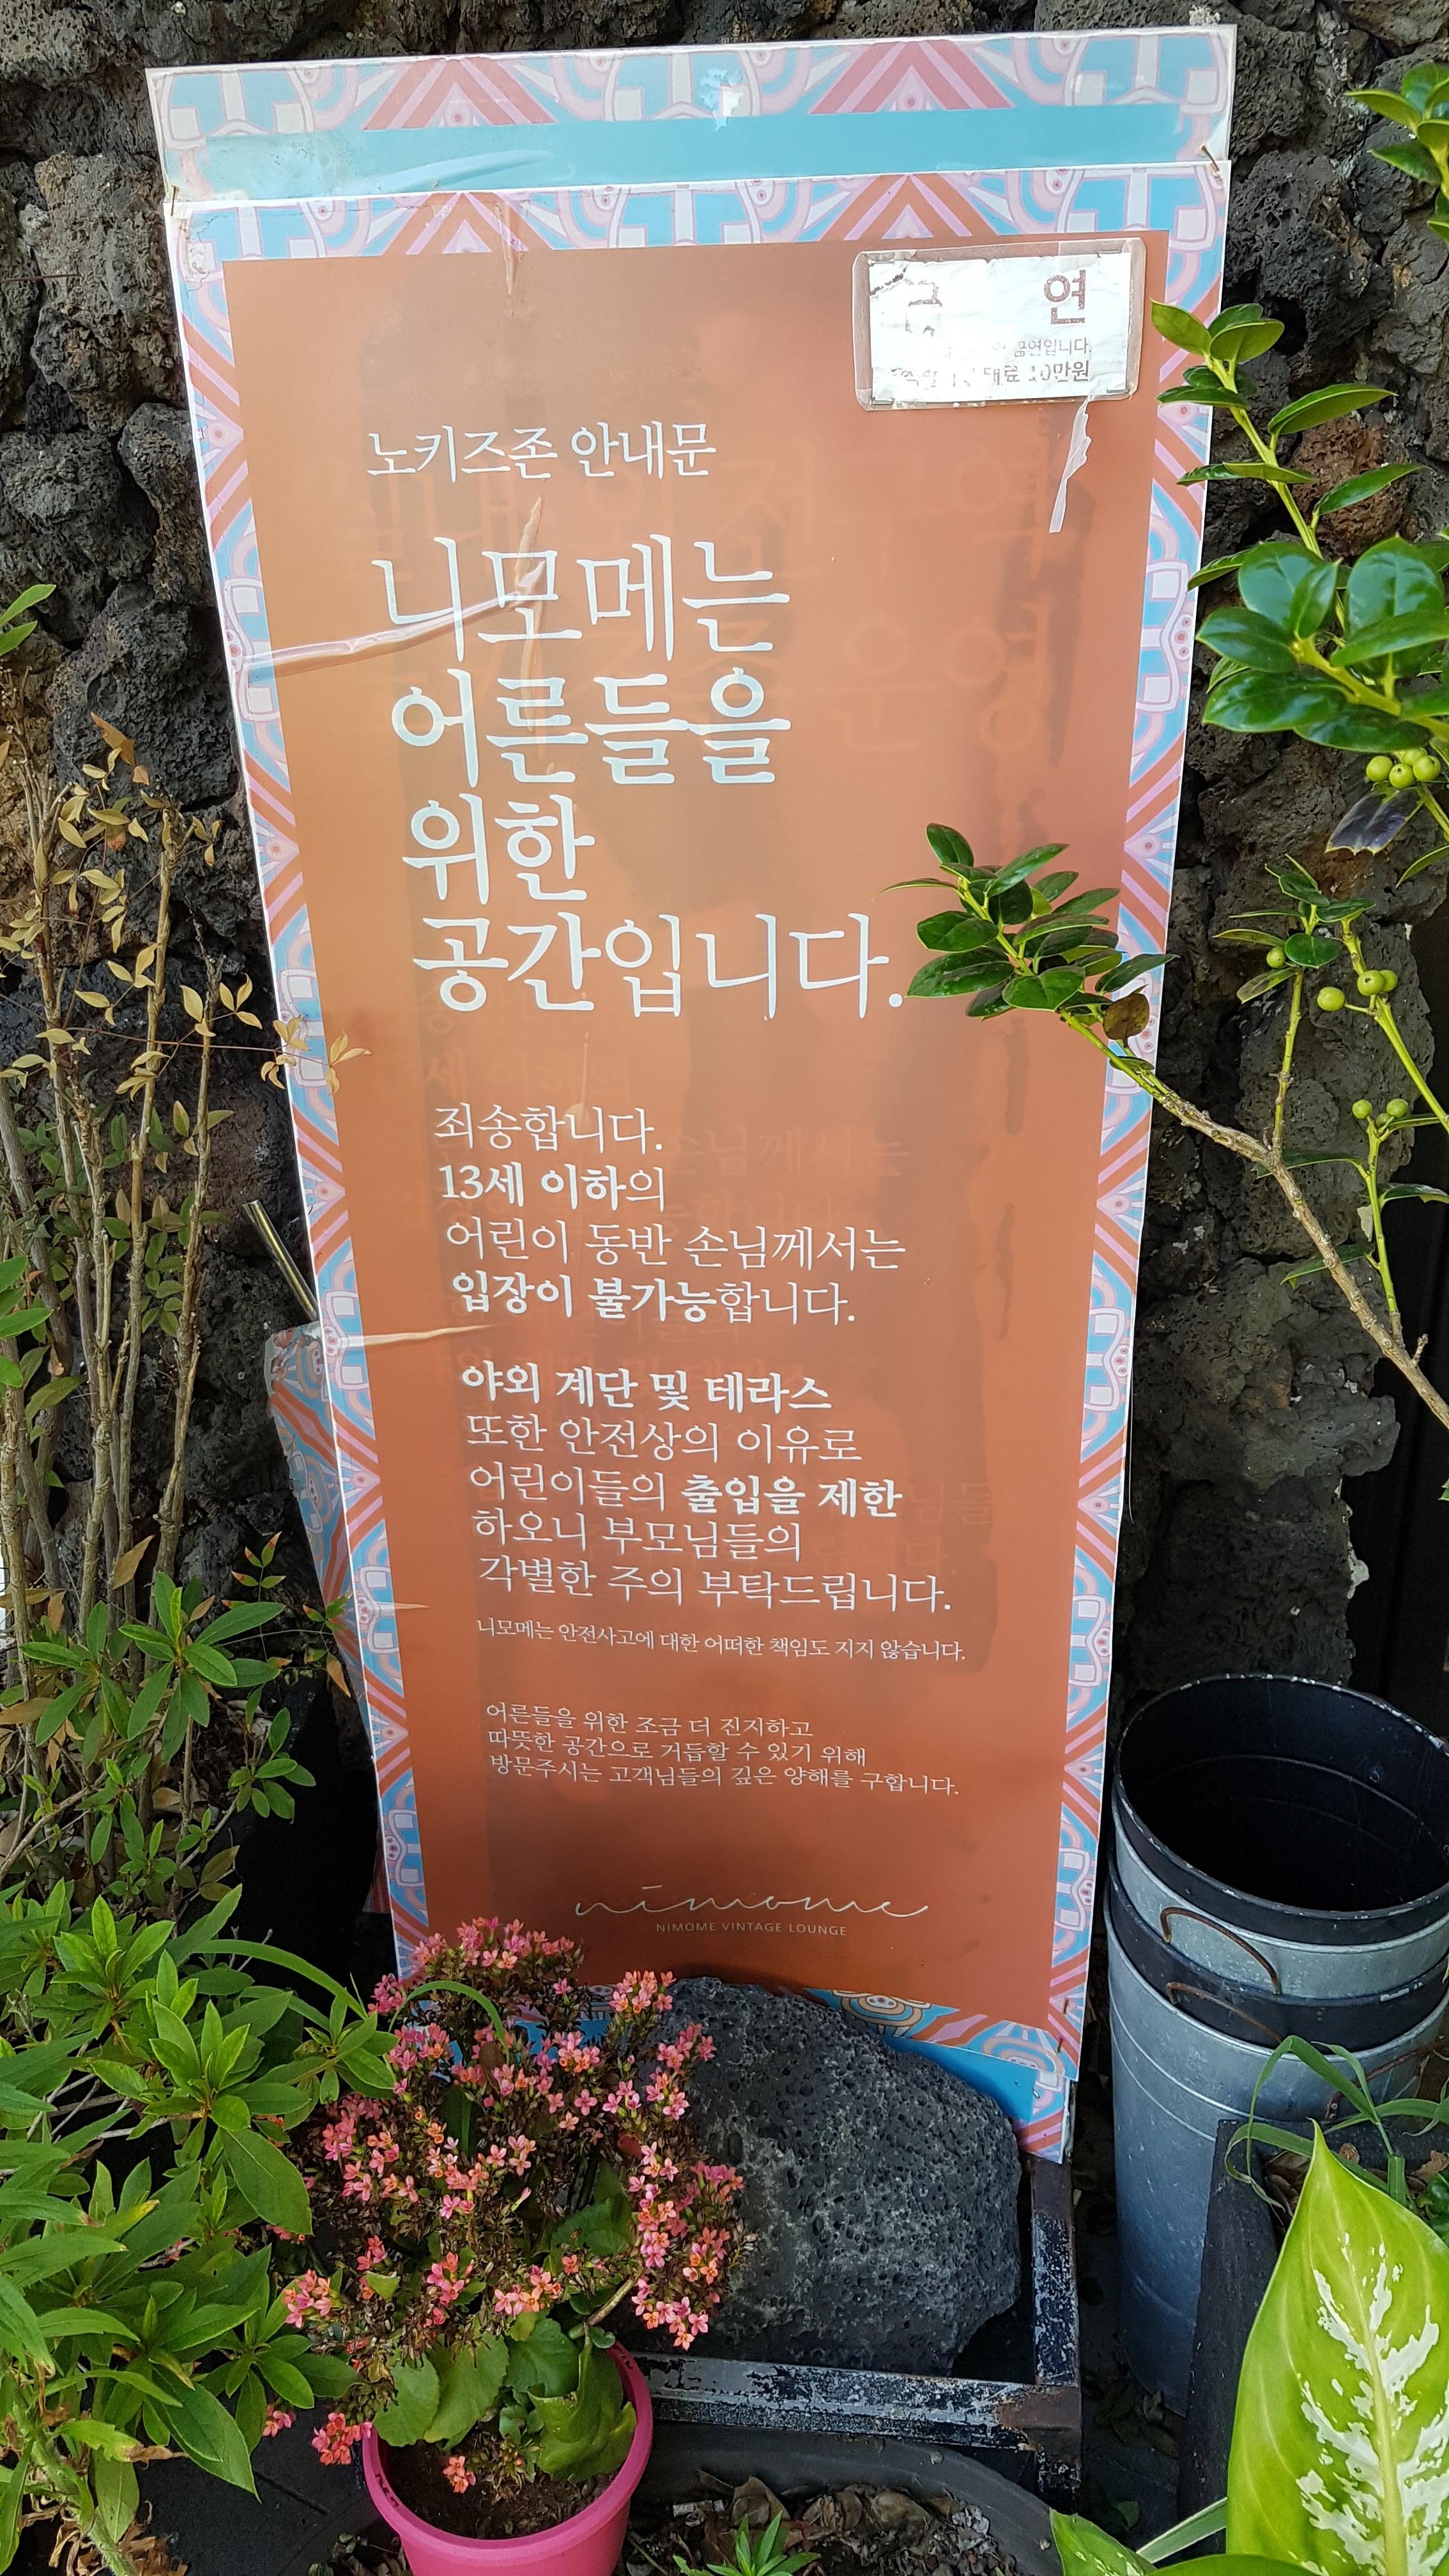 연
금연입니다.
10만원
노키즈존 안내문
니모메는
어른들을
위한
공간입니다.
죄송합니다.
13세 이하의
어린이 동반 손님께서는
입장이 불가능합니다.
야외 계단 및 테라스
또한 안전상의 이유로
어린이들의 출입을 제한
하오니 부모님들의
각별한 주의 부탁드립니다.
니모메는 안전사고에 대한 어떠한 책임도 지지 않습니다.
어른들을 위한 조금 더 진지하고
따뜻한 공간으로 거듭할 수 있기 위해
방문주시는 고객님들의 깊은 양해를 구합니다.
nimome
NIMOME VINTAGE LOUNGE